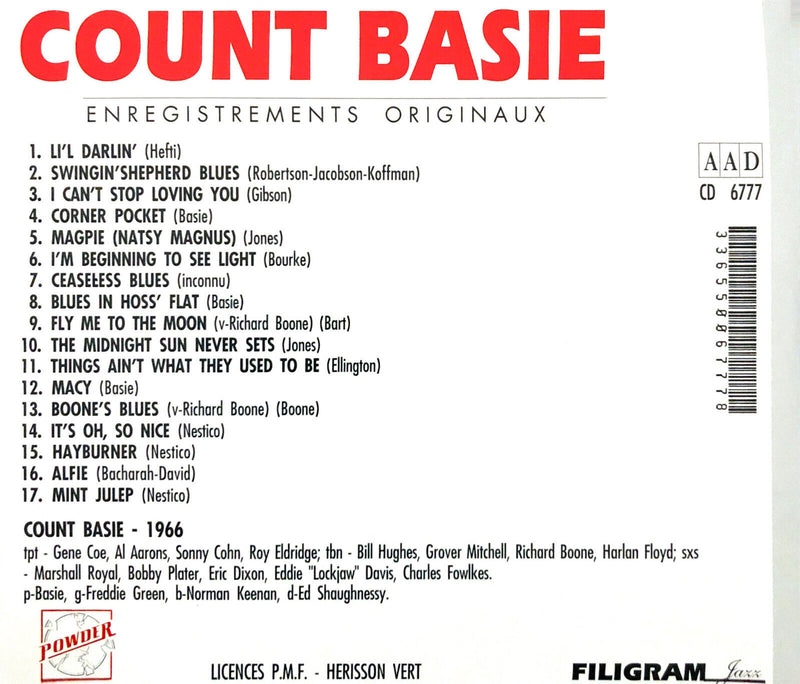 COUNT BASIE
ENREGISTREMENTS ORIGINAUX
1. LI'L DARLIN' (Hefti)
2. SWINGIN'SHEPHERD BLUES (Robertson-Jacobson-Koffman)
3. I CAN'T STOP LOVING YOU (Gibson)
4. CORNER POCKET (Basie)
5. MAGPIE (NATSY MAGNUS) (Jones)
6. I'M BEGINNING TO SEE LIGHT (Bourke)
7. CEASEŁESS BLUES (inconnu)
8. BLUES IN HOSS' FLAT (Basie)
9. FLY ME TO THE MOON (v-Richard Boone) (Bart)
10. THE MIDNIGHT SUN NEVER SETS (Jones)
11. THINGS AIN'T WHAT THEY USED TO BE (Ellington)
12. MACY (Basie)
13. BOONE'S BLUES (v-Richard Boone) (Boone)
14. IT'S OH, SO NICE (Nestico)
15. HAYBURNER (Nestico)
16. ALFIE (Bacharah-David)
17. MINT JULEP (Nestico)
AAD
CD 6777
336550067778
COUNT BASIE - 1966
tpt - Gene Coe, Al Aarons, Sonny Cohn, Roy Eldridge; tbn - Bill Hughes, Grover Mitchell, Richard Boone, Harlan Floyd; sxs
- Marshall Royal, Bobby Plater, Eric Dixon, Eddie "Lockjaw" Davis, Charles Fowlkes.
p-Basie, g-Freddie Green, b-Norman Keenan, d-Ed Shaughnessy.
POWDER
LICENCES P.M.F. - HERISSON VERT
FILIGRAM Jazz